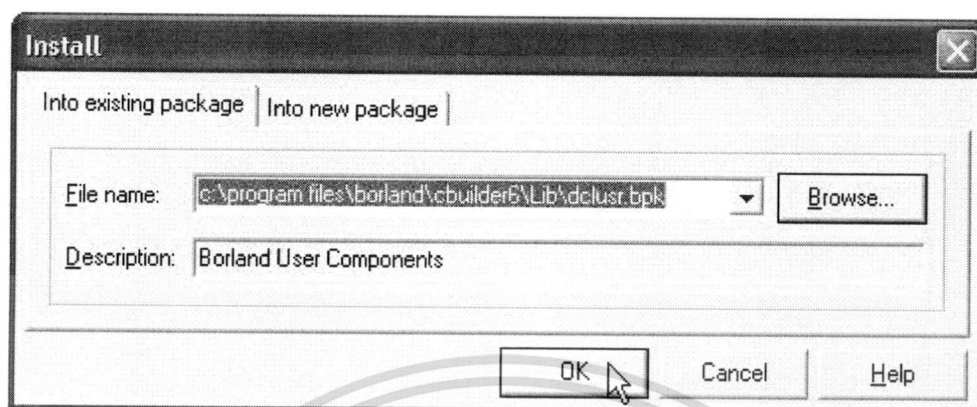 Install
Into existing package
Into new package
File name: c:\program files\borland\cbuilder6\Lib\dclusr.bpk Browse...
Description: Borland User Components
OK Cancel Help